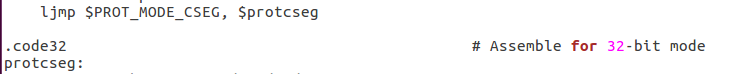 ljmp $PROT_MODE_CSEG, $protcseg
.code32 # Assemble for 32-bit mode
protcseg: